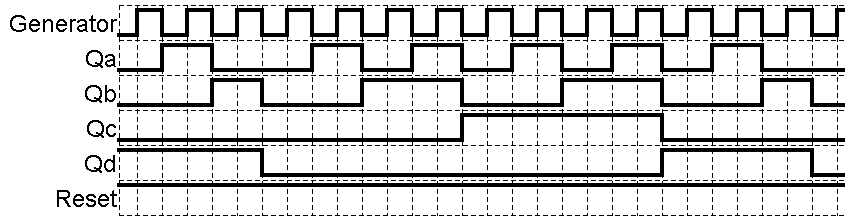 Generator
Qa
Qb
Qc
Qd
Reset